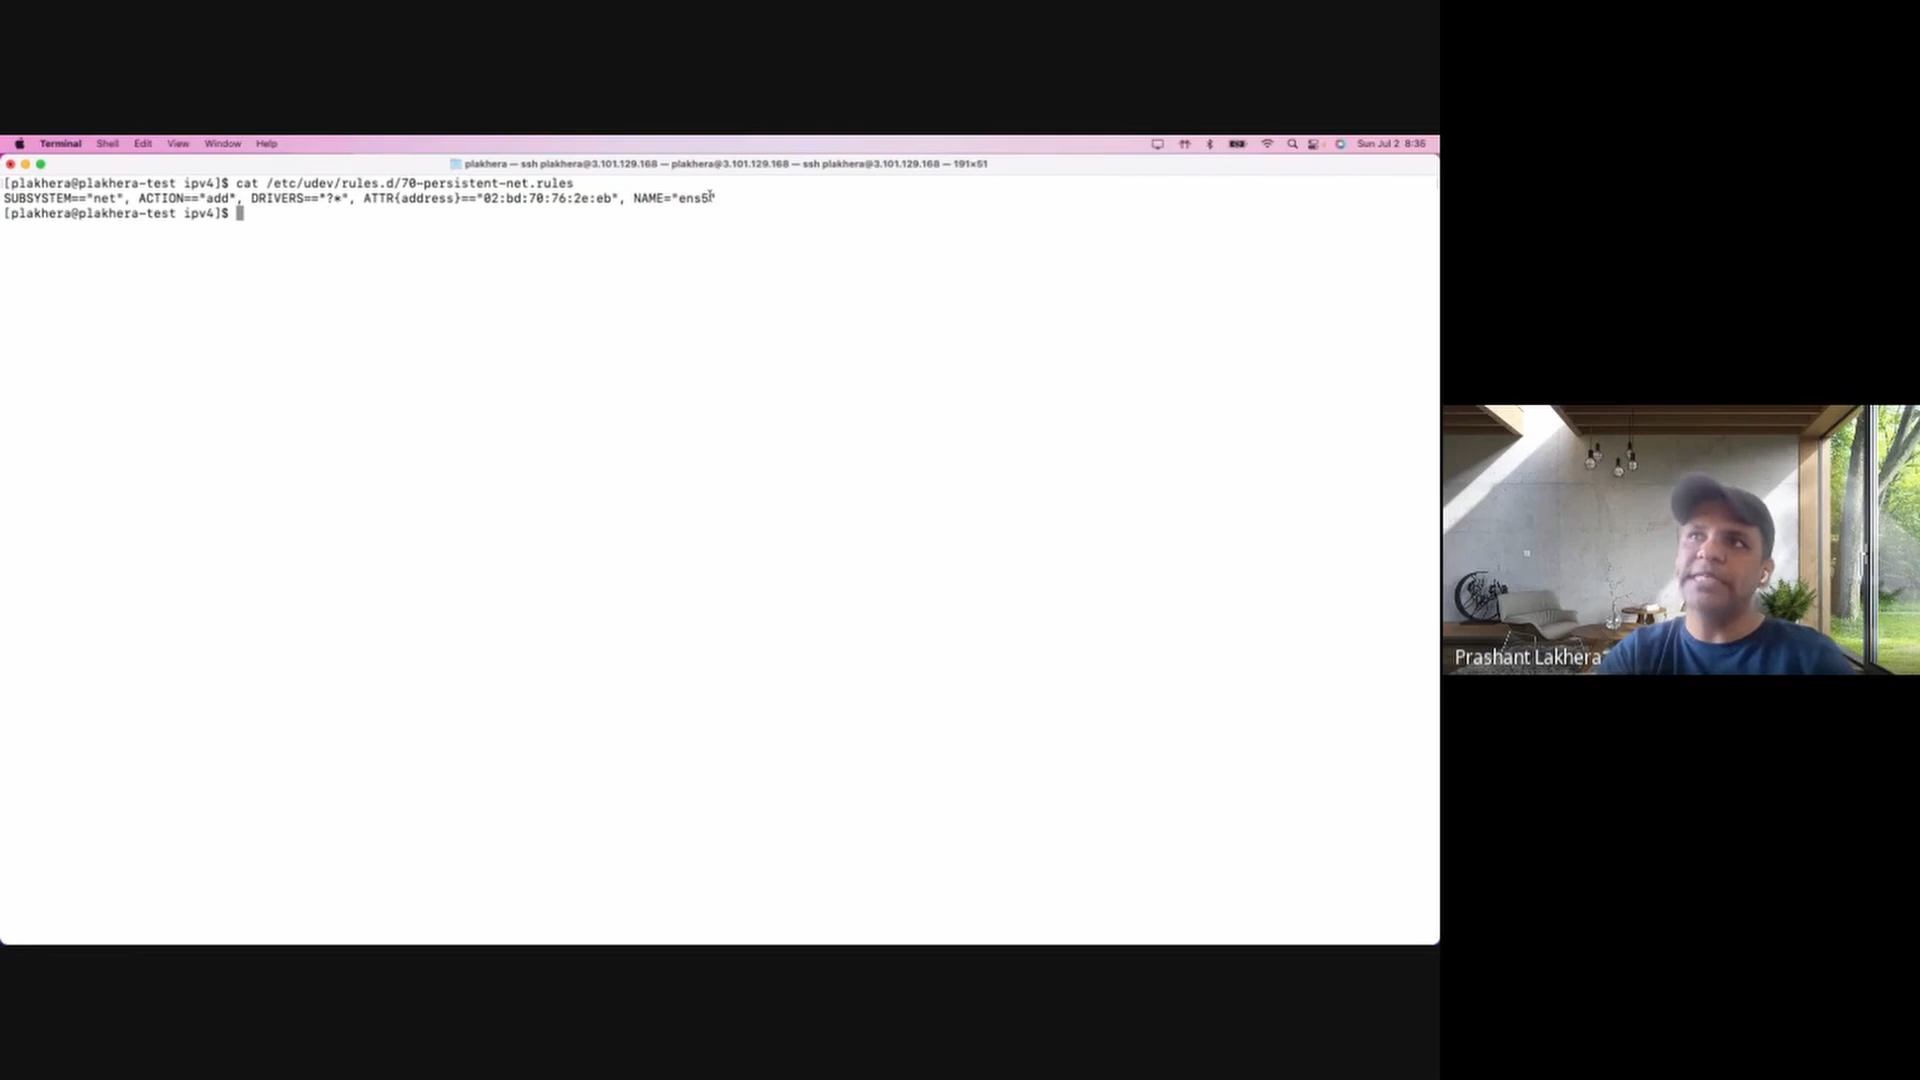 Terminal Shell Edit View Window Help Sun Jul 2 8:36
plakhera — ssh plakhera@3.101.129.168 — plakhera@3.101.129.168 — ssh plakhera@3.101.129.168 — 191×51
[plakhera@plakhera-test ipv4]$ cat /etc/udev/rules.d/70-persistent-net.rules
SUBSYSTEM=="net", ACTION=="add", DRIVERS=="?*", ATTR{address}=="02:bd:70:76:2e:eb", NAME="ens5"
[plakhera@plakhera-test ipv4]$
Prashant Lakhera